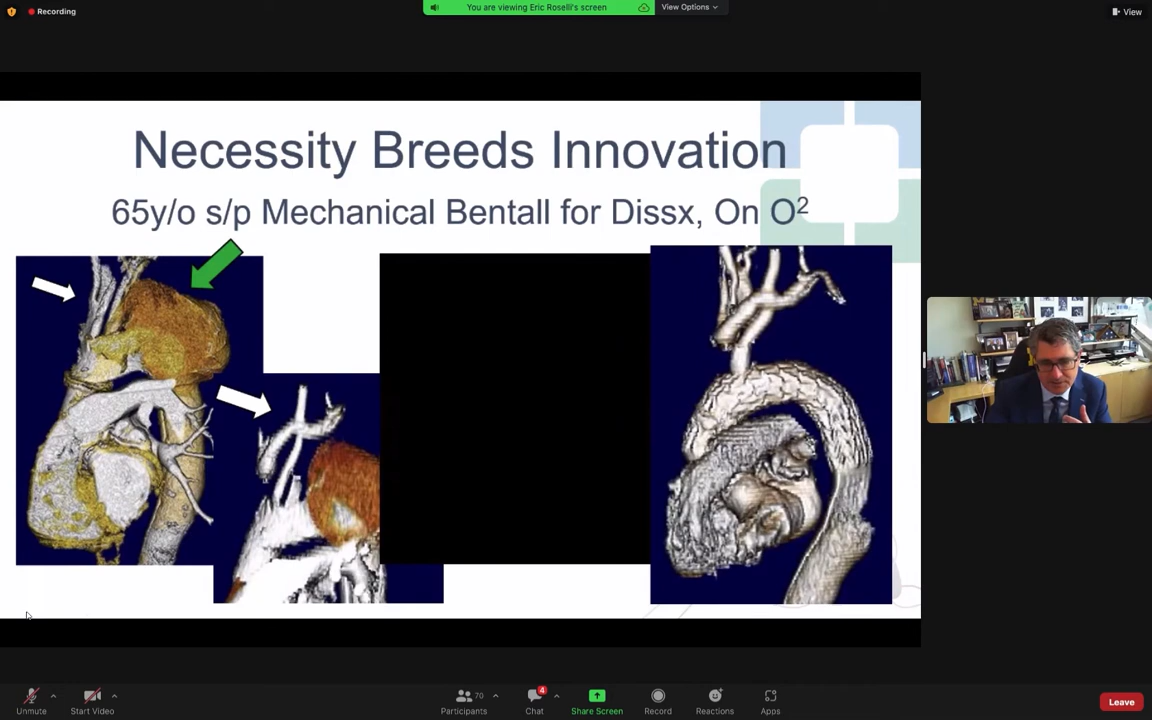 Recording
You are viewing Eric Roselli's screen
View Options
View
Necessity Breeds Innovation
65y/o s/p Mechanical Bentall for Dissx, On O²
Unmute
Start Video
Participants
70
Chat
4
Share Screen
Record
Reactions
Apps
Leave